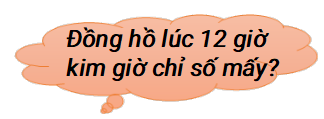 Đồng hồ lúc 12 giờ
kim giờ chỉ số mấy?